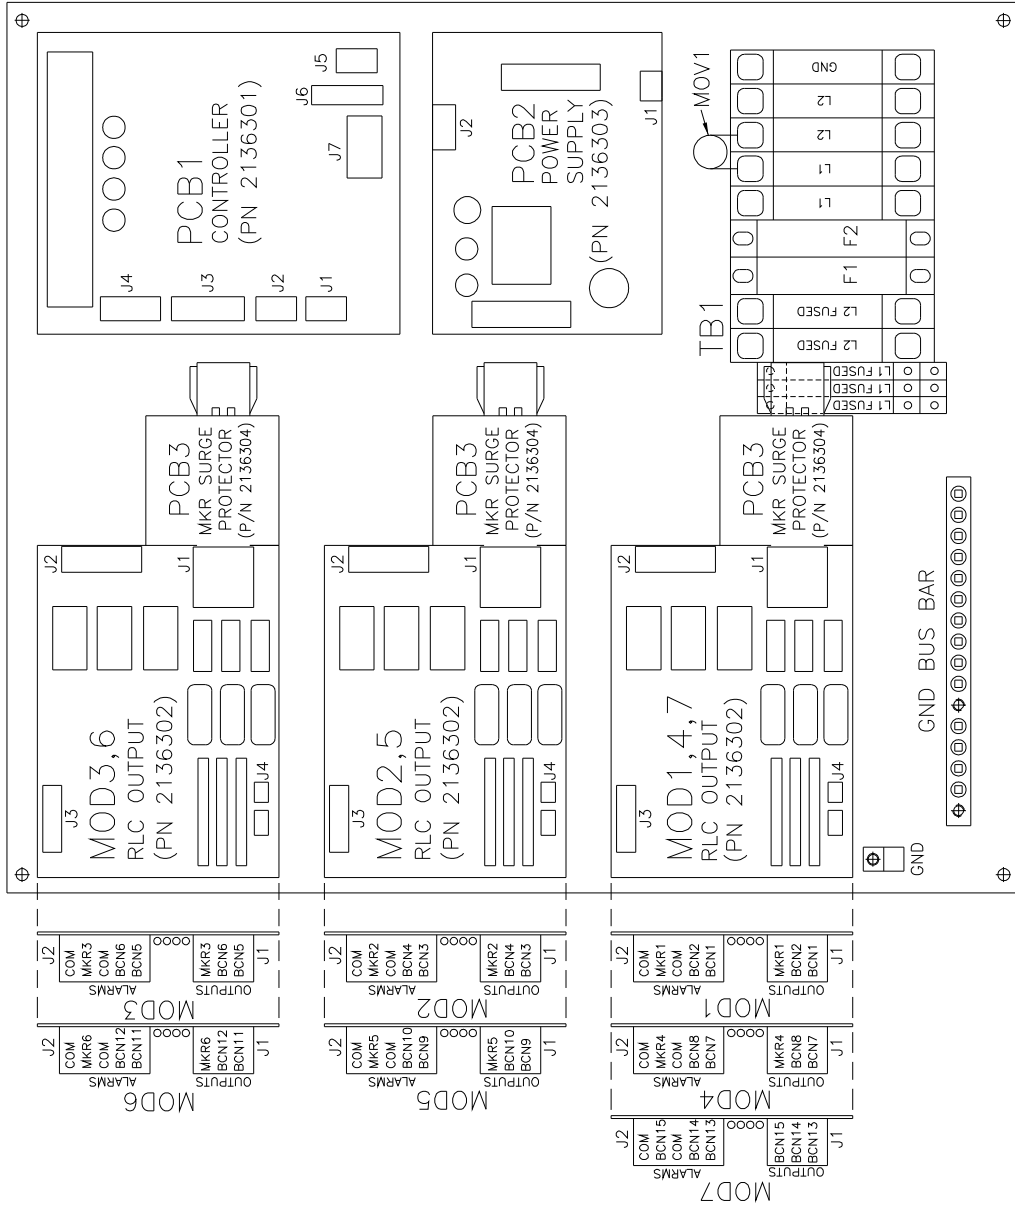 PCB1
CONTROLLER
(PN 2136301)
J5
J6
J7
J4
J3
J2
J1
PCB2
POWER
SUPPLY
(PN 2136303)
J2
J1
MOV1
GND
L2
L2
L1
L1
F2
F1
L2 FUSED
L2 FUSED
L1 FUSED
L1 FUSED
L1 FUSED
TB1
PCB3
MKR SURGE
PROTECTOR
(P/N 2136304)
PCB3
MKR SURGE
PROTECTOR
(P/N 2136304)
PCB3
MKR SURGE
PROTECTOR
(P/N 2136304)
J2
J1
MOD3,6
RLC OUTPUT
(PN 2136302)
J3
J2
J1
MOD2,5
RLC OUTPUT
(PN 2136302)
J3
J4
J2
J1
MOD1,4,7
RLC OUTPUT
(PN 2136302)
J3
J4
J4
GND BUS BAR
GND
J2
COM
MKR3
COM
BCN6
BCN5
ALARMS
MKR3
BCN6
BCN5
OUTPUTS
J1
MOD3
J2
COM
MKR2
COM
BCN4
BCN3
ALARMS
MKR2
BCN4
BCN3
OUTPUTS
J1
MOD2
J2
COM
MKR1
COM
BCN2
BCN1
ALARMS
MKR1
BCN2
BCN1
OUTPUTS
J1
MOD1
J2
COM
MKR6
COM
BCN12
BCN11
ALARMS
MKR6
BCN12
BCN11
OUTPUTS
J1
MOD6
J2
COM
MKR5
COM
BCN10
BCN9
ALARMS
MKR5
BCN10
BCN9
OUTPUTS
J1
MOD5
J2
COM
MKR4
COM
BCN8
BCN7
ALARMS
MKR4
BCN8
BCN7
OUTPUTS
J1
MOD4
J2
COM
BCN15
COM
BCN14
BCN13
ALARMS
BCN15
BCN14
BCN13
OUTPUTS
J1
MOD7